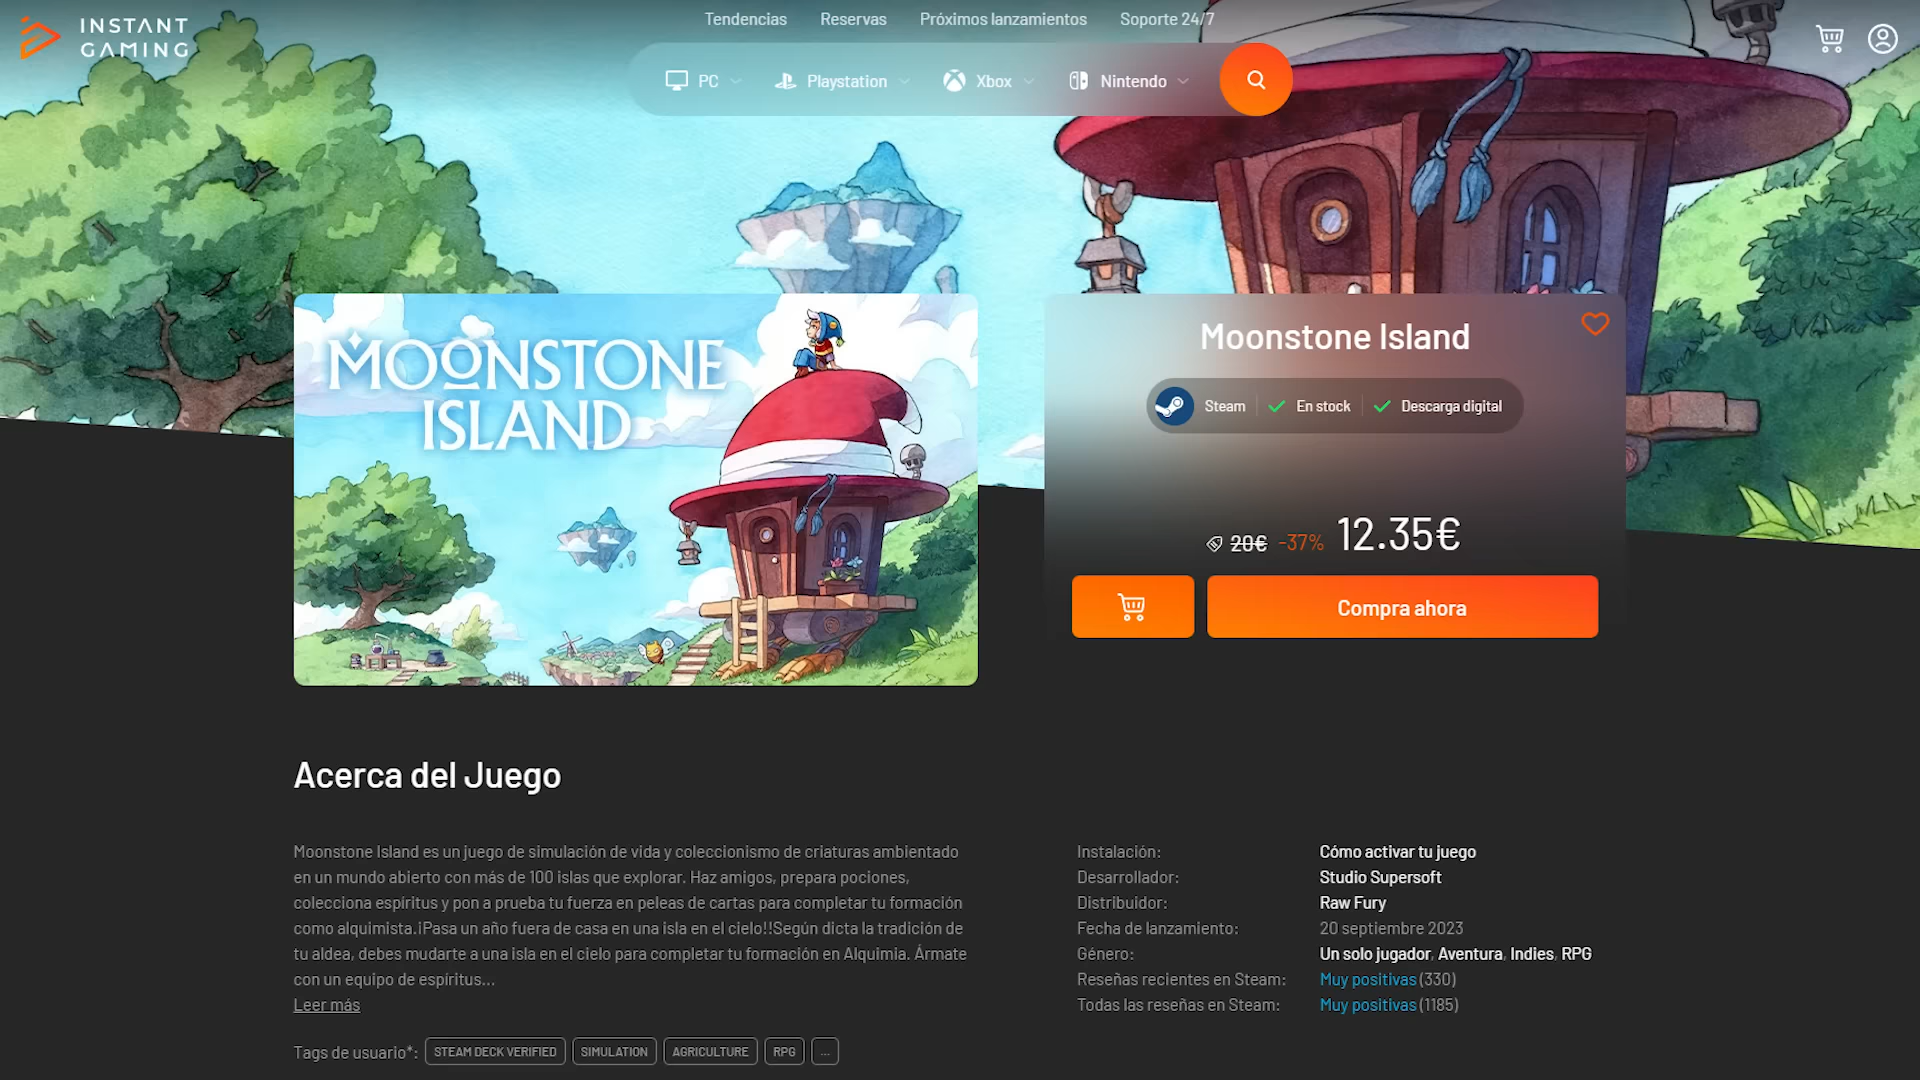 INSTANT
GAMING
Tendencias Reservas Próximos lanzamientos Soporte 24/7
PC Playstation Xbox Nintendo
MOONSTONE
ISLAND
Moonstone Island
Steam En stock Descarga digital
20€ -37% 12.35€
Compra ahora
Acerca del Juego
Moonstone Island es un juego de simulación de vida y coleccionismo de criaturas ambientado
en un mundo abierto con más de 100 islas que explorar. Haz amigos, prepara pociones,
colecciona espíritus y pon a prueba tu fuerza en peleas de cartas para completar tu formación
como alquimista.¡Pasa un año fuera de casa en una isla en el cielo!!Según dicta la tradición de
tu aldea, debes mudarte a una isla en el cielo para completar tu formación en Alquimia. Ármate
con un equipo de espíritus...
Leer más
Tags de usuario*: STEAM DECK VERIFIED SIMULATION AGRICULTURE RPG ...
Instalación: Cómo activar tu juego
Desarrollador: Studio Supersoft
Distribuidor: Raw Fury
Fecha de lanzamiento: 20 septiembre 2023
Género: Un solo jugador, Aventura, Indies, RPG
Reseñas recientes en Steam: Muy positivas (330)
Todas las reseñas en Steam: Muy positivas (1185)